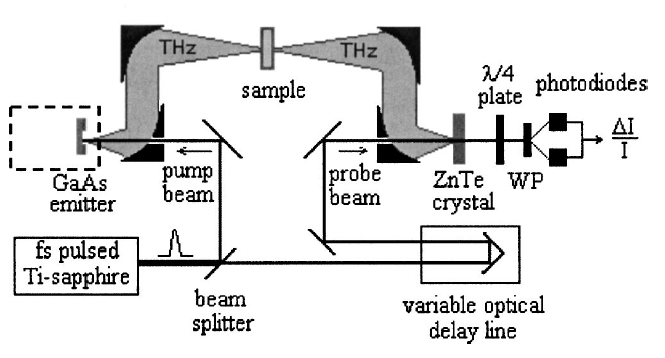 THz
THz
sample
λ/4
plate
photodiodes
ΔI
I
GaAs
emitter
pump
beam
probe
beam
ZnTe
crystal
WP
fs pulsed
Ti-sapphire
beam
splitter
variable optical
delay line